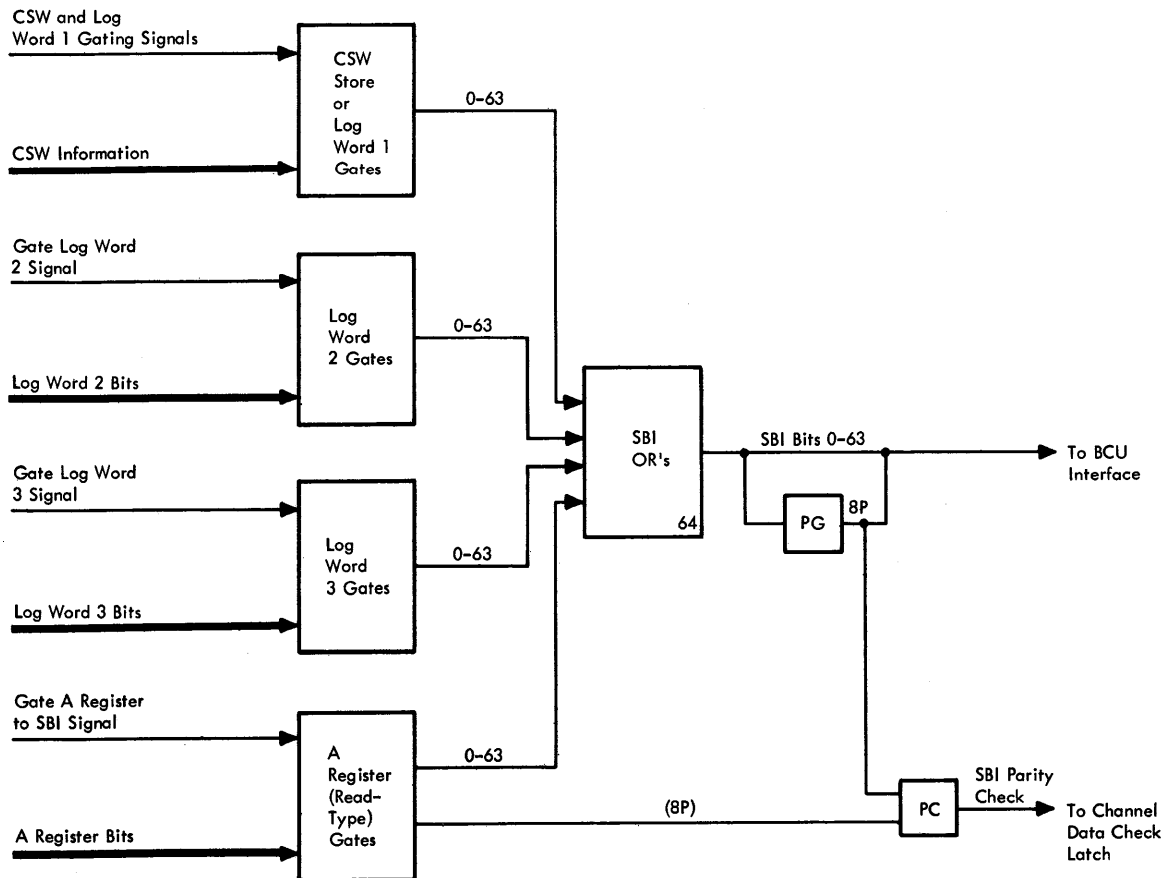 CSW and Log
Word 1 Gating Signals
CSW Information
CSW
Store
or
Log
Word 1
Gates
0-63
Gate Log Word
2 Signal
Log Word 2 Bits
Log
Word
2 Gates
0-63
Gate Log Word
3 Signal
Log Word 3 Bits
Log
Word
3 Gates
0-63
Gate A Register
to SBI Signal
A Register Bits
A
Register
(Read-
Type)
Gates
0-63
(8P)
SBI
OR's
64
SBI Bits 0-63
PG
8P
To BCU
Interface
PC
SBI Parity
Check
To Channel
Data Check
Latch